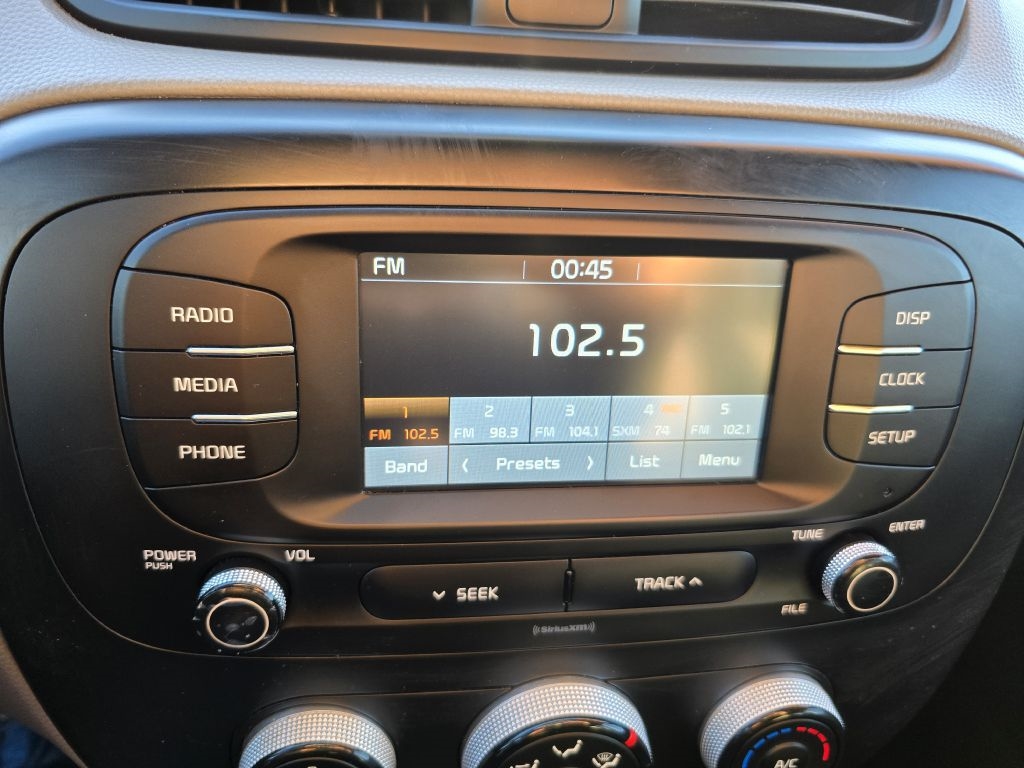 FM 00:45
102.5
1 2 3 4 5
FM 102.5 FM 98.3 FM 104.1 SXM 74 FM 102.1
Band < Presets > List Menu
RADIO
MEDIA
PHONE
DISP
CLOCK
SETUP
POWER
PUSH
VOL
SEEK
TRACK
TUNE
ENTER
FILE
((SiriusXM))
A/C